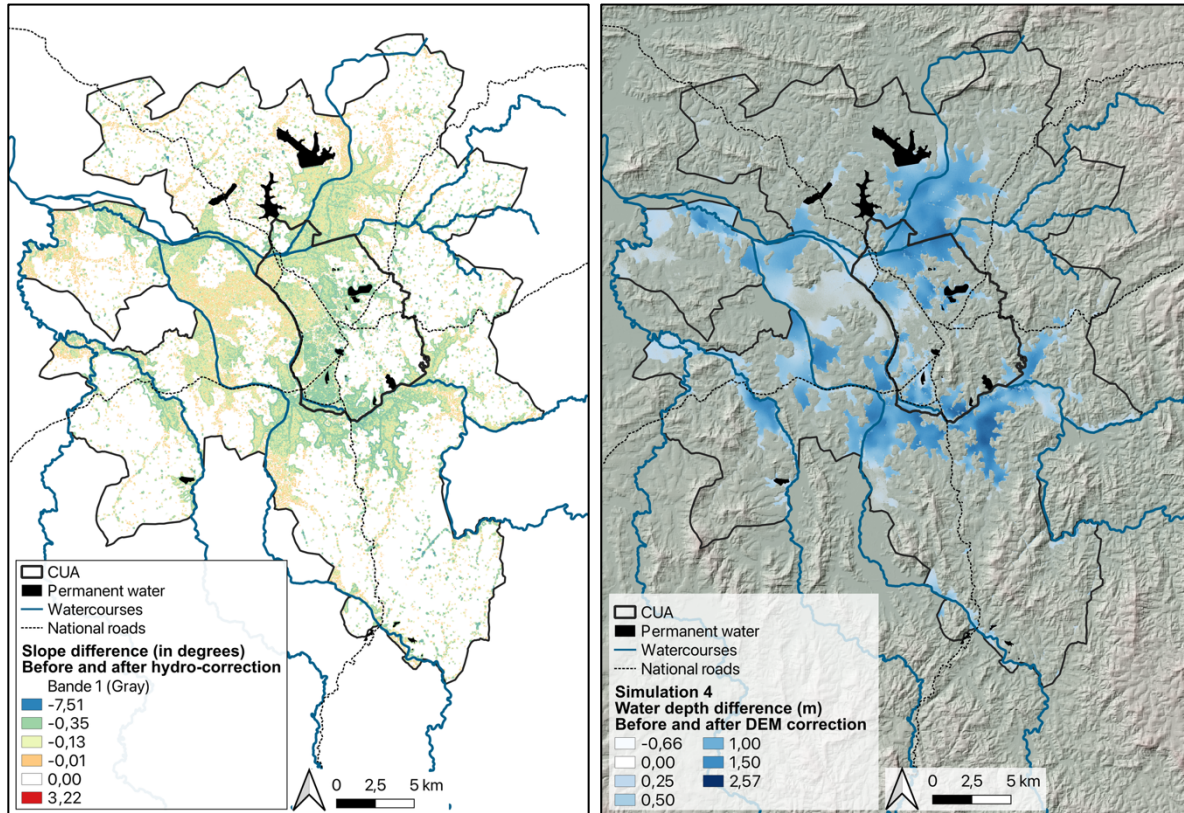 CUA
Permanent water
Watercourses
National roads
Slope difference (in degrees)
Before and after hydro-correction
Bande 1 (Gray)
-7,51
-0,35
-0,13
-0,01
0,00
3,22
0 2,5 5 km
CUA
Permanent water
Watercourses
National roads
Simulation 4
Water depth difference (m)
Before and after DEM correction
-0,66 1,00
0,00 1,50
0,25 2,57
0,50
0 2,5 5 km